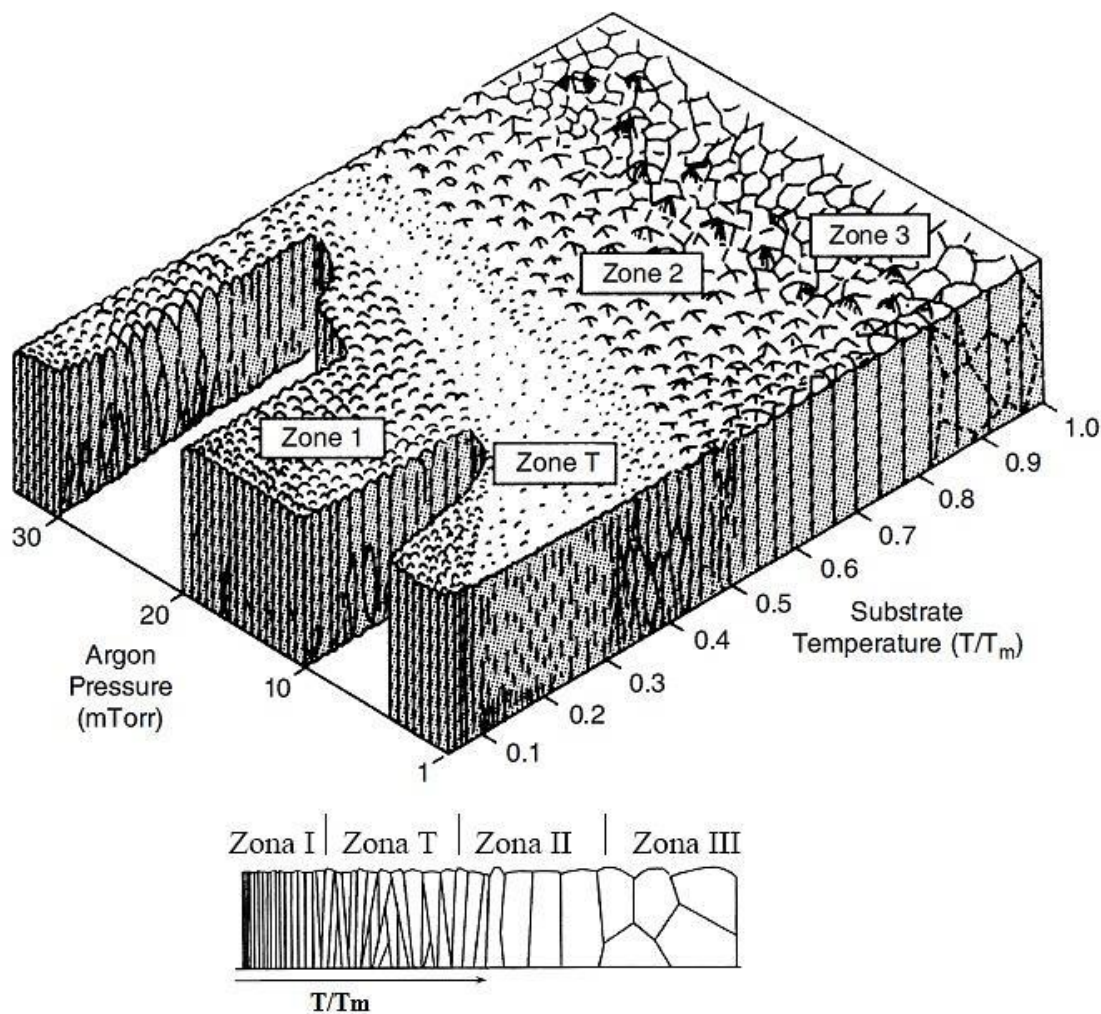 Zone 3
Zone 2
Zone 1
Zone T
30
20
10
1
Argon
Pressure
(mTorr)
0.1
0.2
0.3
0.4
0.5
0.6
0.7
0.8
0.9
1.0
Substrate
Temperature (T/Tm)
Zona I
Zona T
Zona II
Zona III
T/Tm